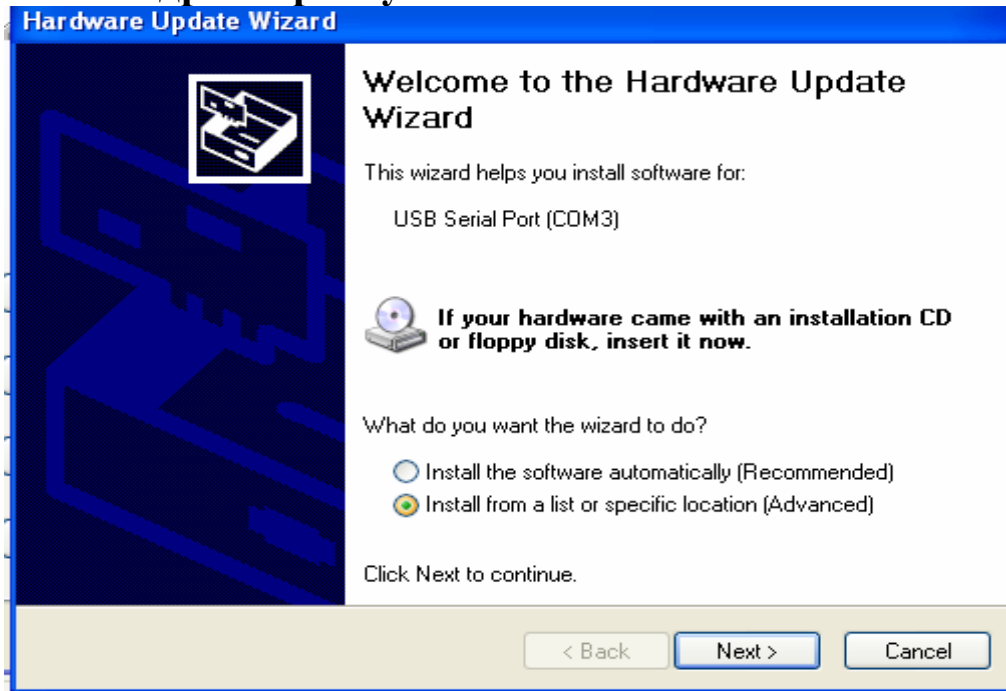 Hardware Update Wizard
Welcome to the Hardware Update
Wizard
This wizard helps you install software for:
USB Serial Port (COM3)
If your hardware came with an installation CD
or floppy disk, insert it now.
What do you want the wizard to do?
Install the software automatically (Recommended)
Install from a list or specific location (Advanced)
Click Next to continue.
< Back
Next >
Cancel